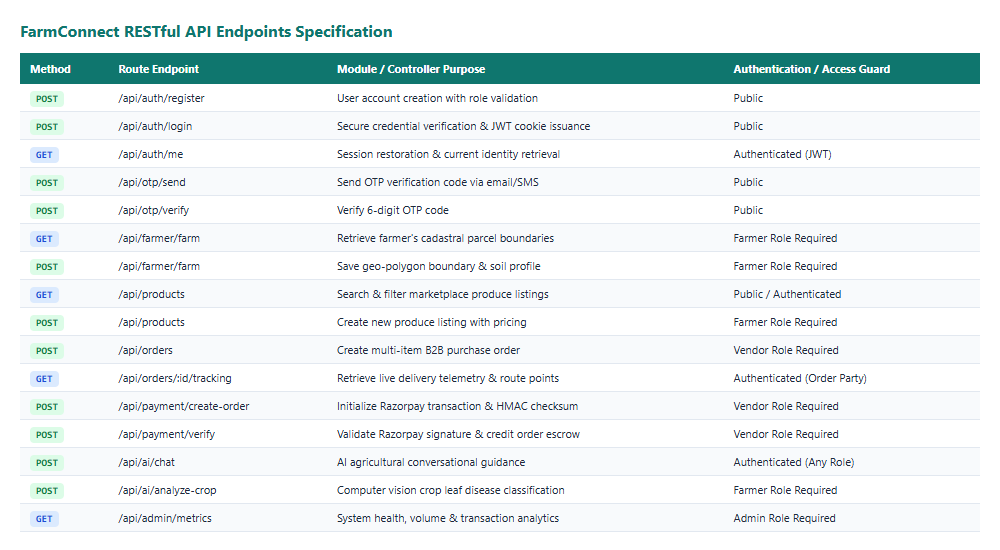 FarmConnect RESTful API Endpoints Specification
Method Route Endpoint Module / Controller Purpose Authentication / Access Guard
POST /api/auth/register User account creation with role validation Public
POST /api/auth/login Secure credential verification & JWT cookie issuance Public
GET /api/auth/me Session restoration & current identity retrieval Authenticated (JWT)
POST /api/otp/send Send OTP verification code via email/SMS Public
POST /api/otp/verify Verify 6-digit OTP code Public
GET /api/farmer/farm Retrieve farmer's cadastral parcel boundaries Farmer Role Required
POST /api/farmer/farm Save geo-polygon boundary & soil profile Farmer Role Required
GET /api/products Search & filter marketplace produce listings Public / Authenticated
POST /api/products Create new produce listing with pricing Farmer Role Required
POST /api/orders Create multi-item B2B purchase order Vendor Role Required
GET /api/orders/:id/tracking Retrieve live delivery telemetry & route points Authenticated (Order Party)
POST /api/payment/create-order Initialize Razorpay transaction & HMAC checksum Vendor Role Required
POST /api/payment/verify Validate Razorpay signature & credit order escrow Vendor Role Required
POST /api/ai/chat AI agricultural conversational guidance Authenticated (Any Role)
POST /api/ai/analyze-crop Computer vision crop leaf disease classification Farmer Role Required
GET /api/admin/metrics System health, volume & transaction analytics Admin Role Required